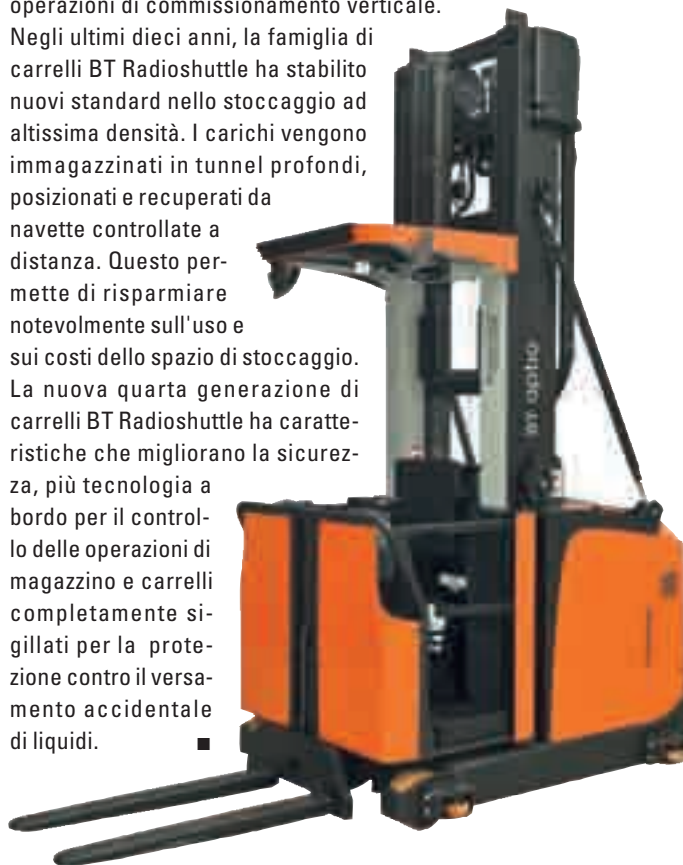 operazioni di commissionamento verticale.
Negli ultimi dieci anni, la famiglia di
carrelli BT Radioshuttle ha stabilito
nuovi standard nello stoccaggio ad
altissima densità. I carichi vengono
immagazzinati in tunnel profondi,
posizionati e recuperati da
navette controllate a
distanza. Questo per-
mette di risparmiare
notevolmente sull'uso e
sui costi dello spazio di stoccaggio.
La nuova quarta generazione di
carrelli BT Radioshuttle ha caratte-
ristiche che migliorano la sicurez-
za, più tecnologia a
bordo per il control-
lo delle operazioni di
magazzino e carrelli
completamente si-
gillati per la prote-
zione contro il versa-
mento accidentale
di liquidi. ■
BT optio